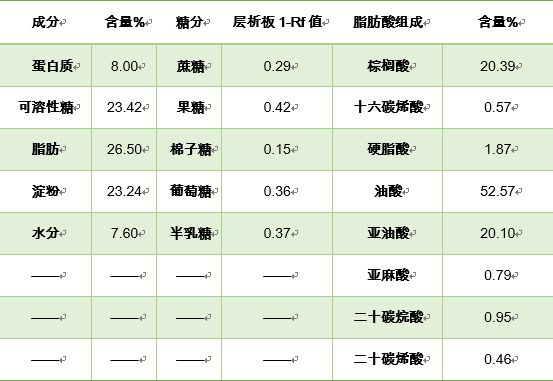 成分 含量% 糖分 层析板1-Rf值 脂肪酸组成 含量%
蛋白质 8.00 蔗糖 0.29 棕榈酸 20.39
可溶性糖 23.42 果糖 0.42 十六碳烯酸 0.57
脂肪 26.50 棉子糖 0.15 硬脂酸 1.87
淀粉 23.24 葡萄糖 0.36 油酸 52.57
水分 7.60 半乳糖 0.37 亚油酸 20.10
—— —— —— —— 亚麻酸 0.79
—— —— —— —— 二十碳烷酸 0.95
—— —— —— —— 二十碳烯酸 0.46